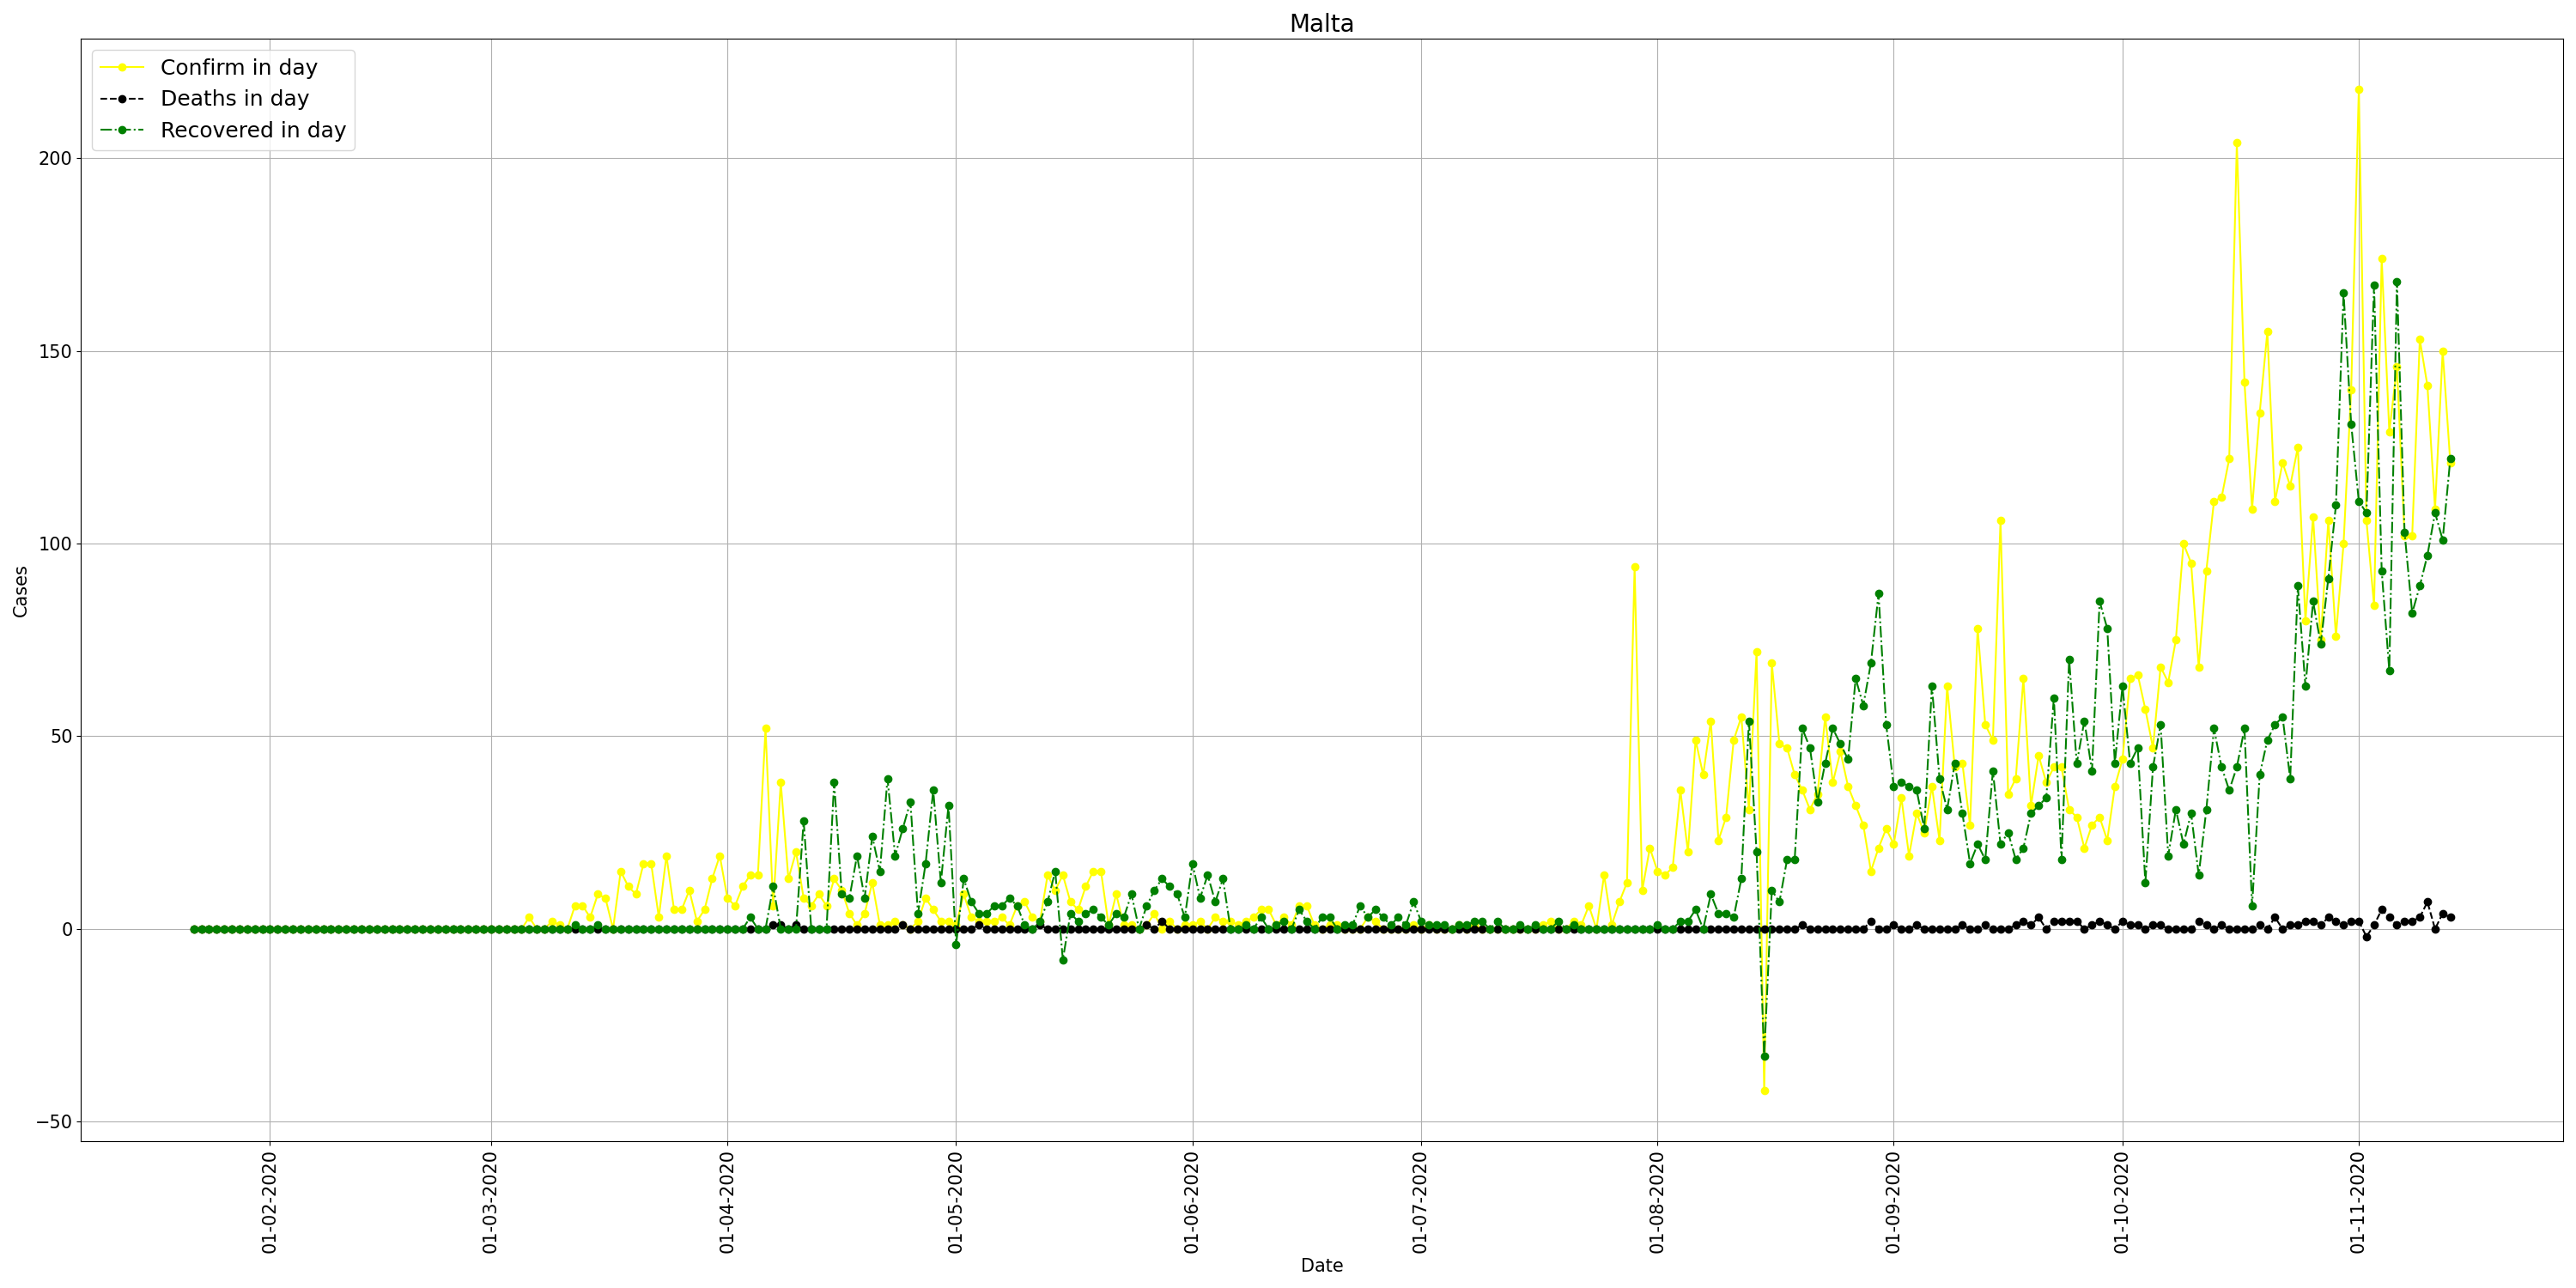 Malta
Confirm in day
Deaths in day
Recovered in day
200
150
100
50
0
−50
Cases
01-02-2020
01-03-2020
01-04-2020
01-05-2020
01-06-2020
01-07-2020
01-08-2020
01-09-2020
01-10-2020
01-11-2020
Date